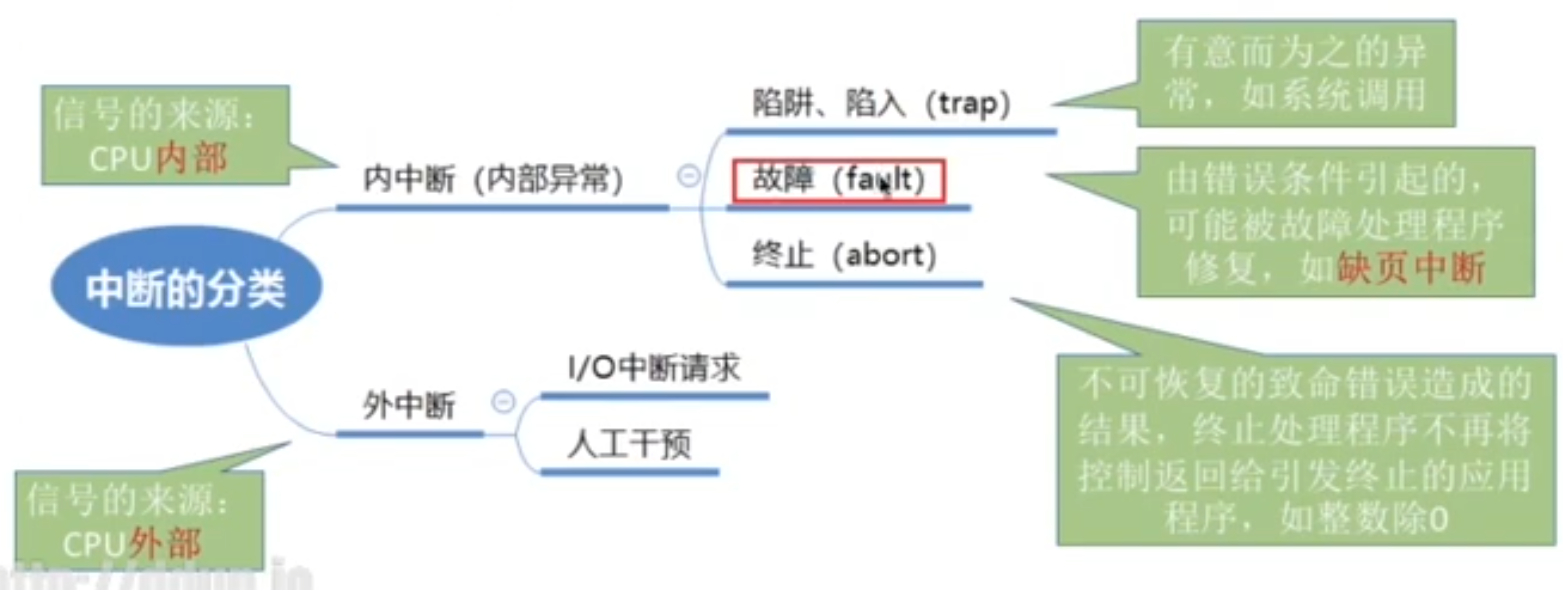 有意而为之的异
常，如系统调用
信号的来源：
CPU内部
陷阱、陷入（trap）
内中断（内部异常）
故障（fault）
由错误条件引起的，
可能被故障处理程序
修复，如缺页中断
终止（abort）
中断的分类
I/O中断请求
外中断
人工干预
不可恢复的致命错误造成的
结果，终止处理程序不再将
控制返回给引发终止的应用
程序，如整数除0
信号的来源：
CPU外部